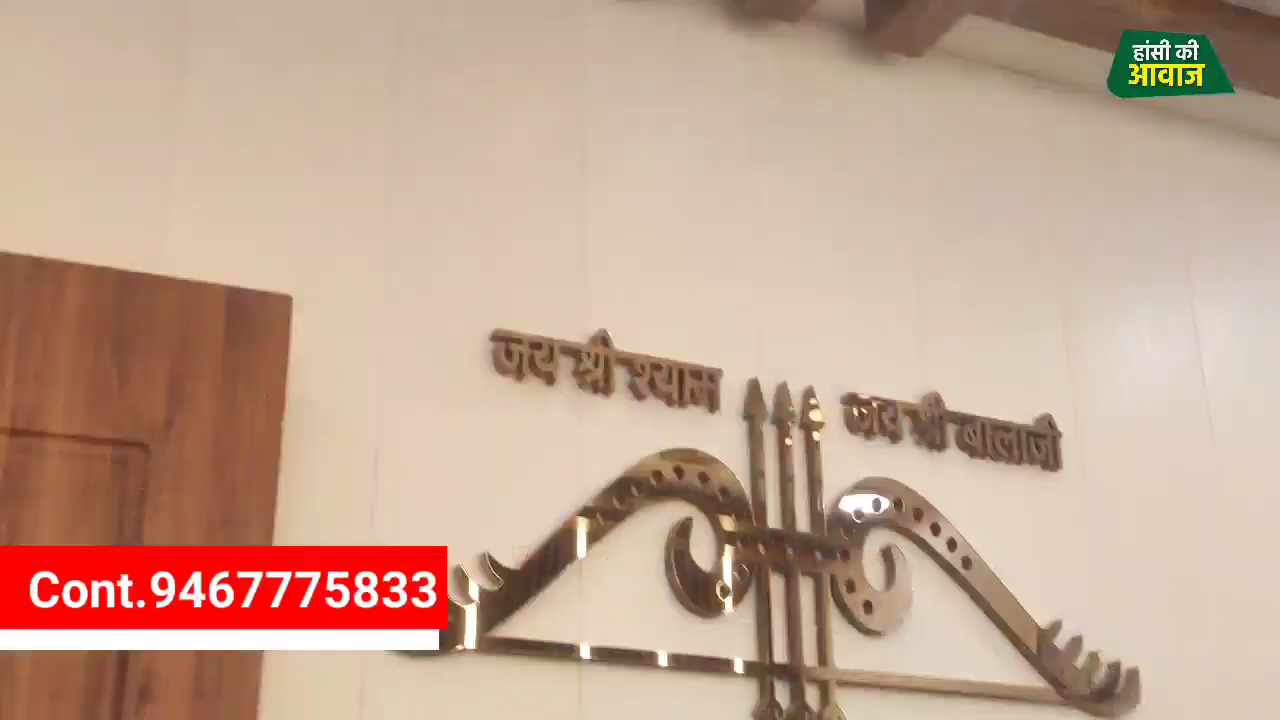 हांसी की
आवाज
जय श्री श्याम
जय श्री बालाजी
Cont.9467775833